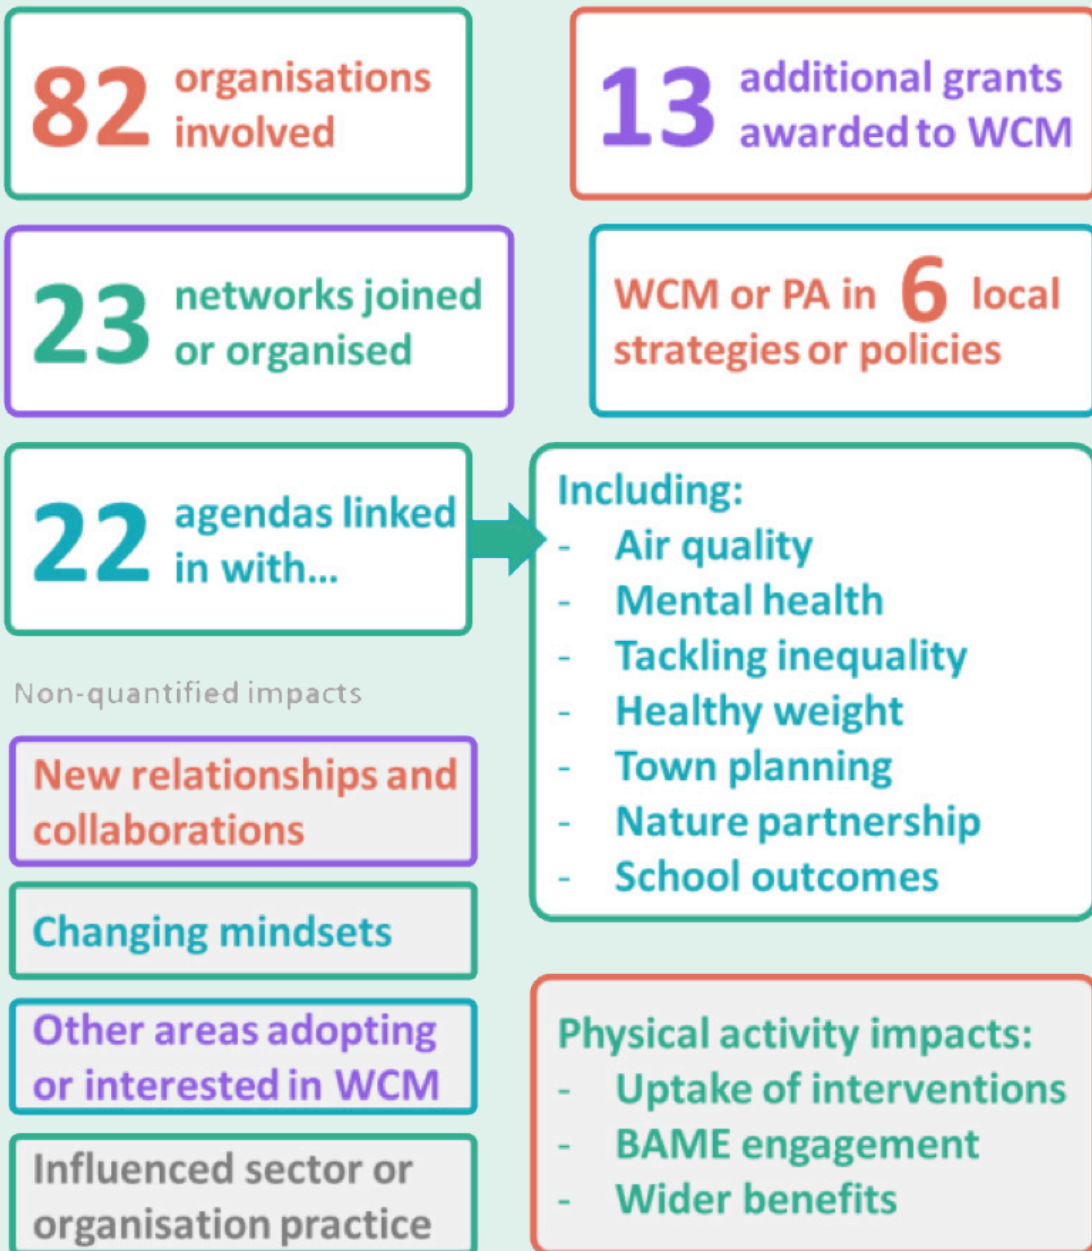 82 organisations
involved
13 additional grants
awarded to WCM
23 networks joined
or organised
WCM or PA in 6 local
strategies or policies
22 agendas linked
in with...
Including:
- Air quality
- Mental health
- Tackling inequality
- Healthy weight
- Town planning
- Nature partnership
- School outcomes
Non-quantified impacts
New relationships and
collaborations
Changing mindsets
Other areas adopting
or interested in WCM
Influenced sector or
organisation practice
Physical activity impacts:
- Uptake of interventions
- BAME engagement
- Wider benefits